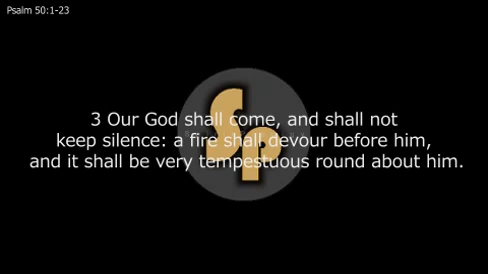 Psalm 50:1-23
3 Our God shall come, and shall not
keep silence: a fire shall devour before him,
and it shall be very tempestuous round about him.
sp